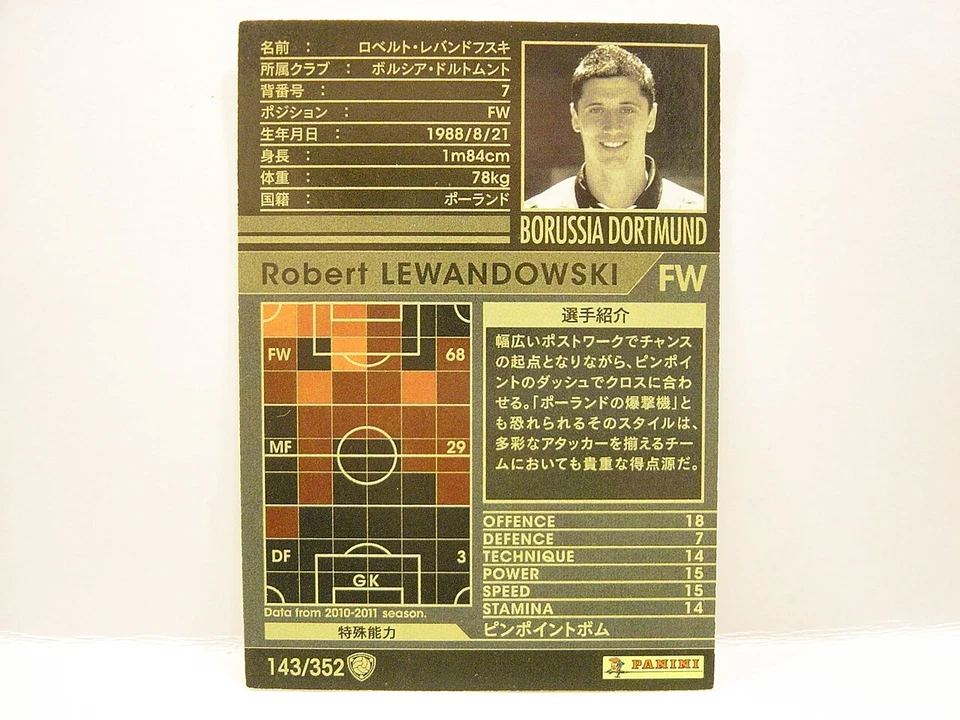 名前 : ロベルト・レバンドフスキ
所属クラブ : ボルシア・ドルトムント
背番号 : 7
ポジション : FW
生年月日 : 1988/8/21
身長 : 1m84cm
体重 : 78kg
国籍 : ポーランド
BORUSSIA DORTMUND
Robert LEWANDOWSKI FW
FW 68
MF 29
DF 3
GK
Data from 2010-2011 season.
選手紹介
幅広いポストワークでチャンス
の起点となりながら、ピンポイ
ントのダッシュでクロスに合わ
せる。「ポーランドの爆撃機」と
も恐れられるそのスタイルは、
多彩なアタッカーを揃えるチー
ムにおいても貴重な得点源だ。
OFFENCE 18
DEFENCE 7
TECHNIQUE 14
POWER 15
SPEED 15
STAMINA 14
特殊能力 ピンポイントボム
143/352 PANINI